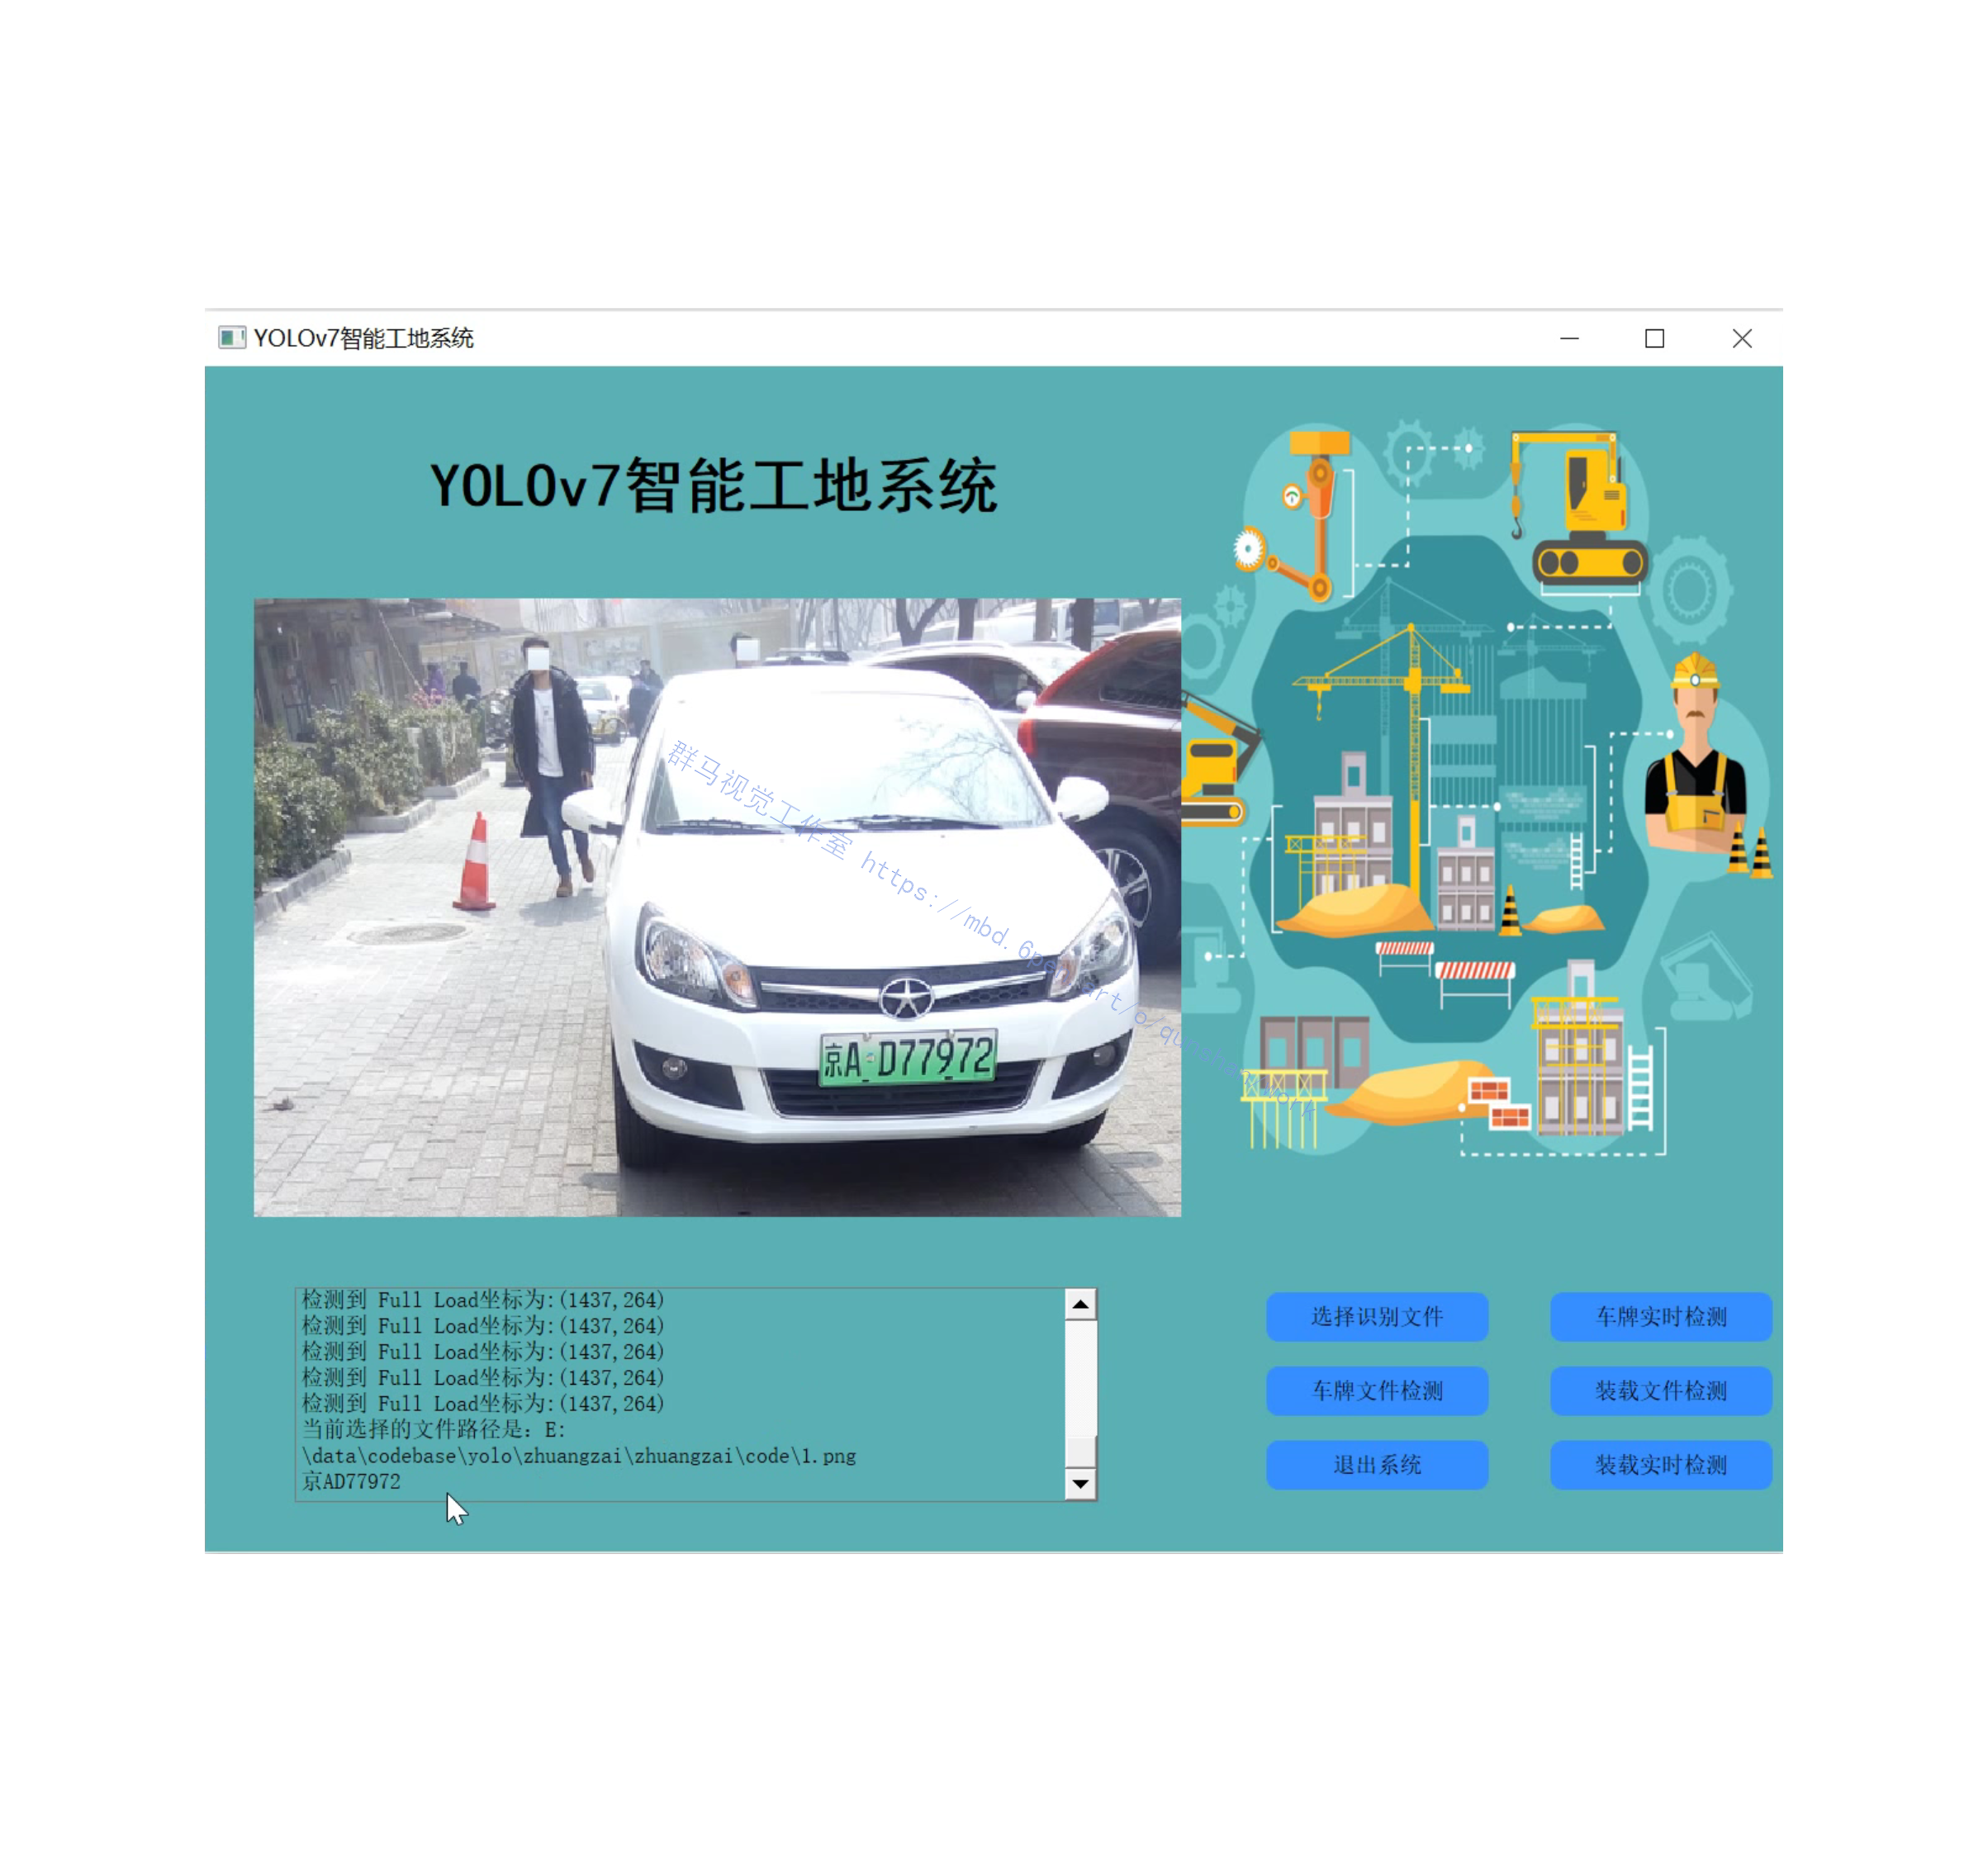 YOLOv7智能工地系统
YOLOv7智能工地系统
群马视觉工作室 https://mbd.
京A·D77972
检测到 Full Load坐标为:(1437,264)
检测到 Full Load坐标为:(1437,264)
检测到 Full Load坐标为:(1437,264)
检测到 Full Load坐标为:(1437,264)
检测到 Full Load坐标为:(1437,264)
当前选择的文件路径是：E:
\data\codebase\yolo\zhuangzai\zhuangzai\code\1.png
京AD77972
选择识别文件
车牌实时检测
车牌文件检测
装载文件检测
退出系统
装载实时检测